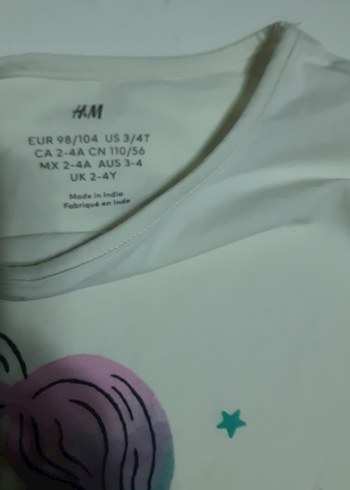 H&M
EUR 98/104 US 3/4T
CA 2-4A CN 110/56
MX 2-4A AUS 3-4
UK 2-4Y
Made in India
Fabriqué en Inde